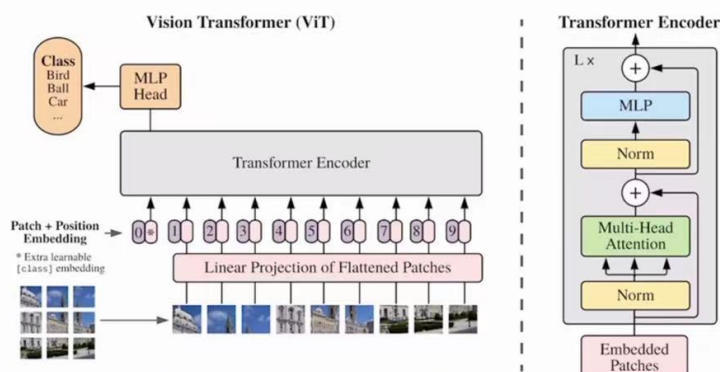 Vision Transformer (ViT)
Class
Bird
Ball
Car
...
MLP
Head
Transformer Encoder
Patch + Position
Embedding
* Extra learnable
[class] embedding
0 *
1
2
3
4
5
6
7
8
9
Linear Projection of Flattened Patches
Transformer Encoder
L x
+
MLP
Norm
+
Multi-Head
Attention
Norm
Embedded
Patches